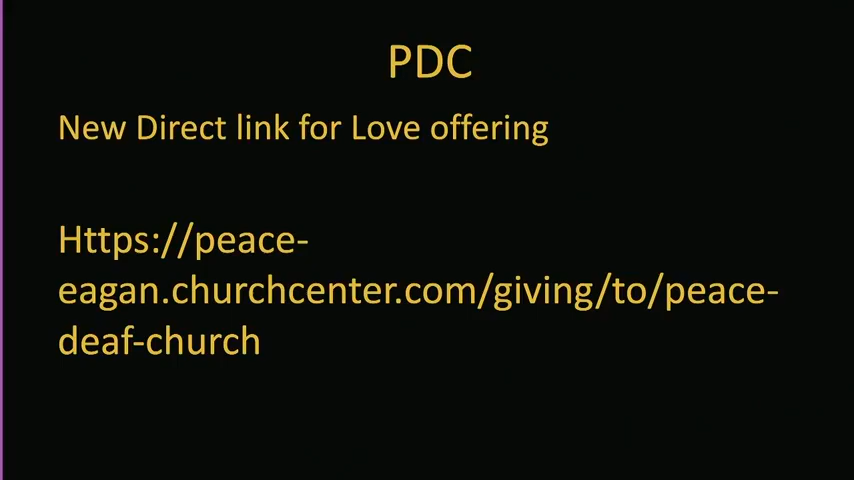 PDC
New Direct link for Love offering
Https://peace-
eagan.churchcenter.com/giving/to/peace-
deaf-church